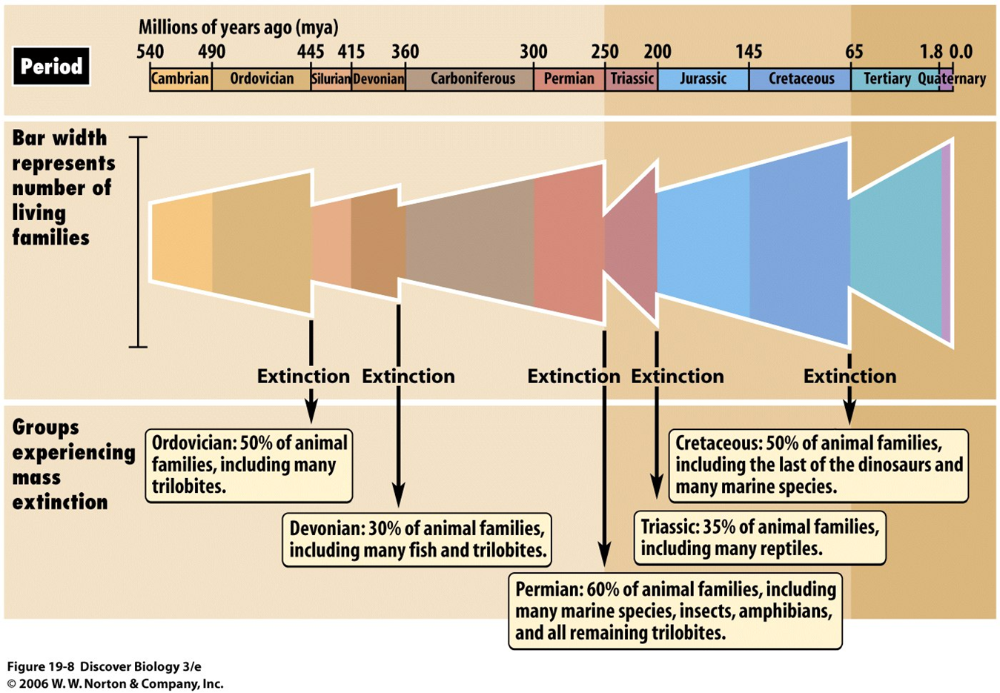 Millions of years ago (mya)
540 490 445 415 360 300 250 200 145 65 1.8 0.0
Period
Cambrian Ordovician Silurian Devonian Carboniferous Permian Triassic Jurassic Cretaceous Tertiary Quaternary
Bar width
represents
number of
living
families
Extinction Extinction Extinction Extinction Extinction
Groups
experiencing
mass
extinction
Ordovician: 50% of animal
families, including many
trilobites.
Cretaceous: 50% of animal families,
including the last of the dinosaurs and
many marine species.
Devonian: 30% of animal families,
including many fish and trilobites.
Triassic: 35% of animal families,
including many reptiles.
Permian: 60% of animal families, including
many marine species, insects, amphibians,
and all remaining trilobites.
Figure 19-8 Discover Biology 3/e
© 2006 W. W. Norton & Company, Inc.